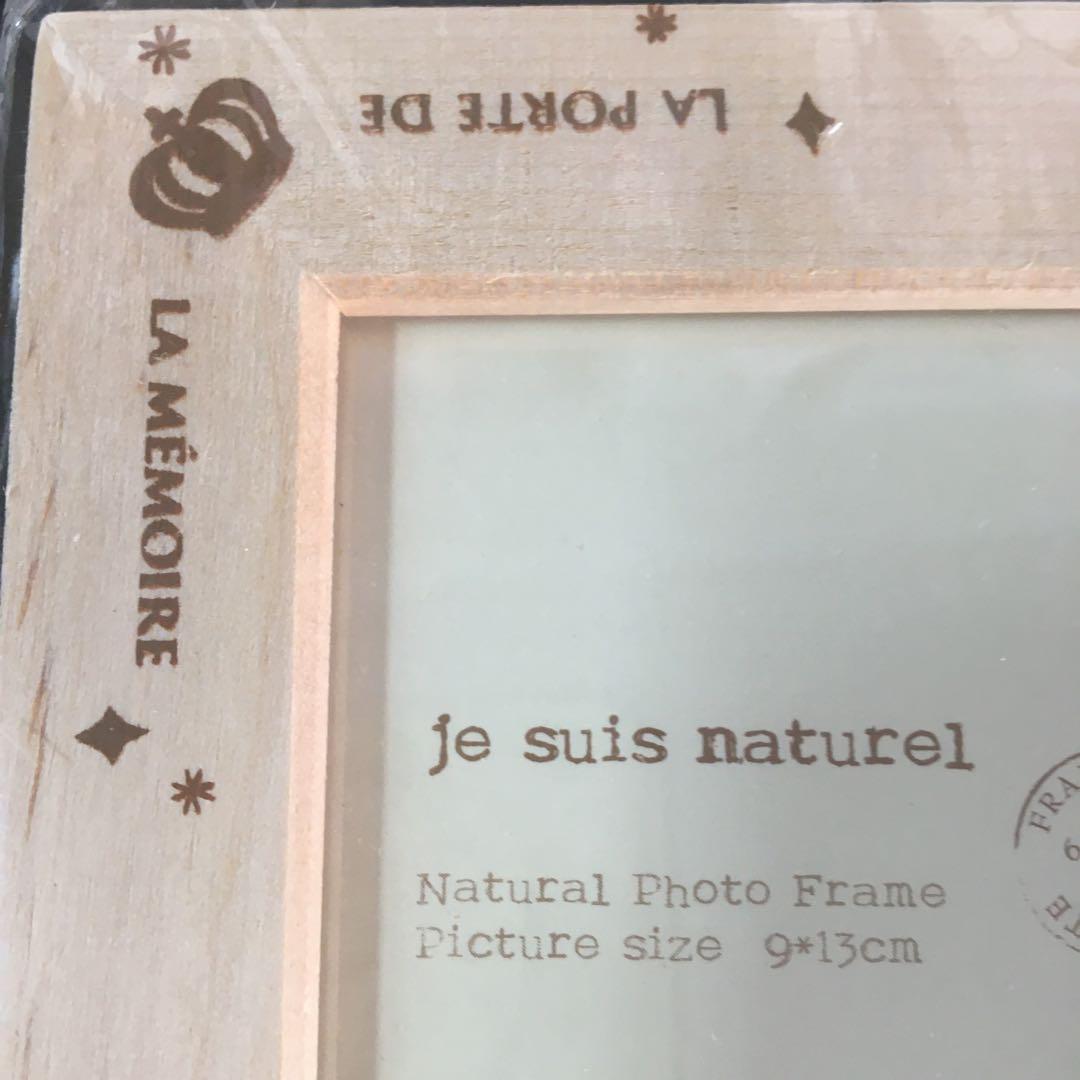 LA PORTE DE
LA MÉMOIRE
je suis naturel
Natural Photo Frame
Picture size 9*13cm